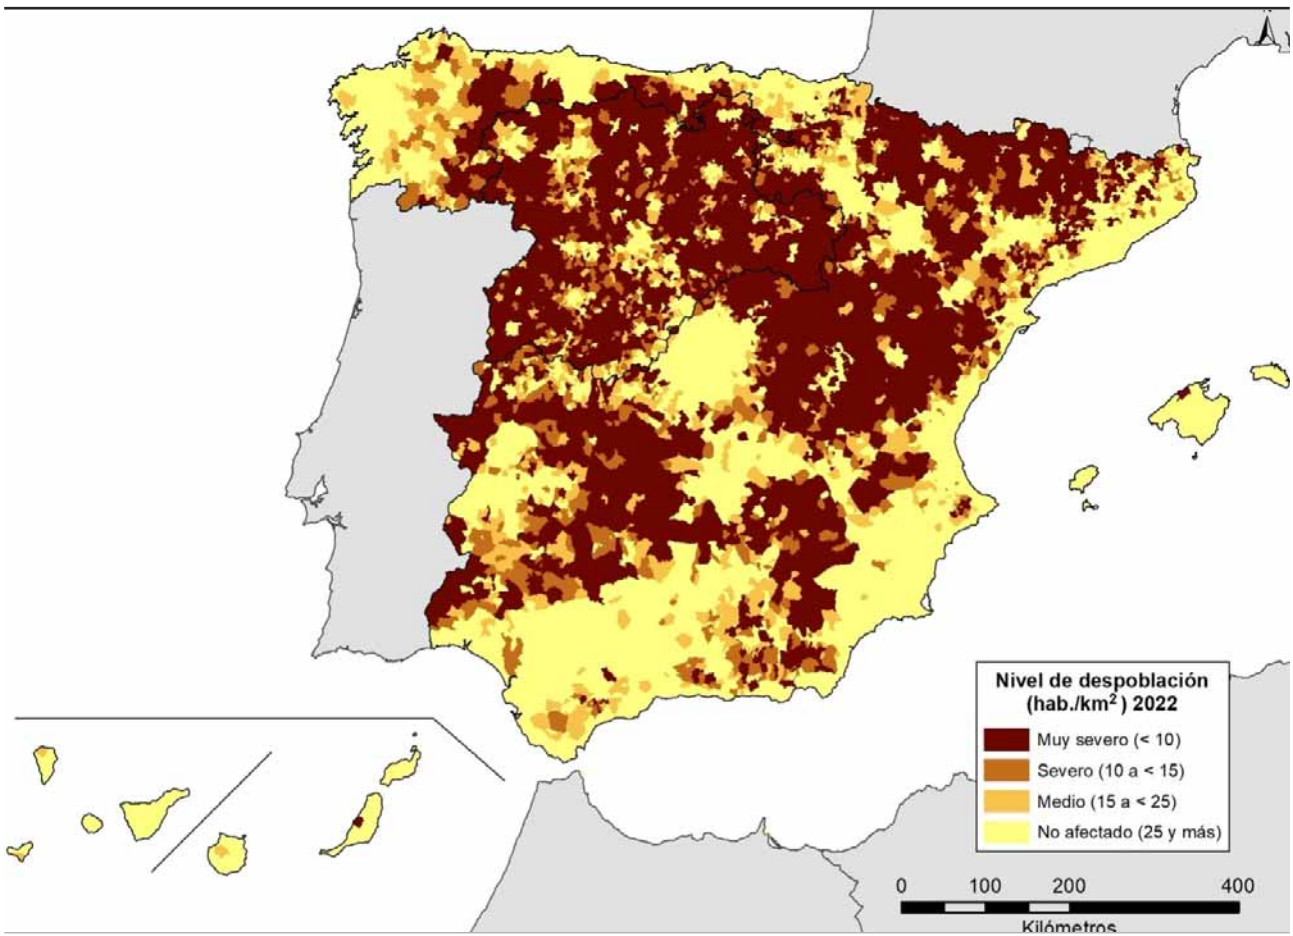 Nivel de despoblación
(hab./km²) 2022
Muy severo (< 10)
Severo (10 a < 15)
Medio (15 a < 25)
No afectado (25 y más)
0 100 200 400
Kilómetros